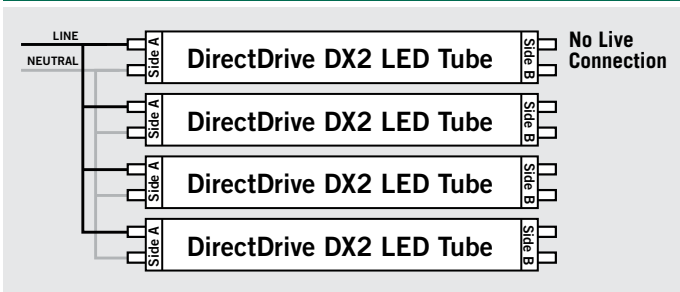 LINE
NEUTRAL
Side A
DirectDrive DX2 LED Tube
Side B
No Live
Connection
Side A
DirectDrive DX2 LED Tube
Side B
Side A
DirectDrive DX2 LED Tube
Side B
Side A
DirectDrive DX2 LED Tube
Side B